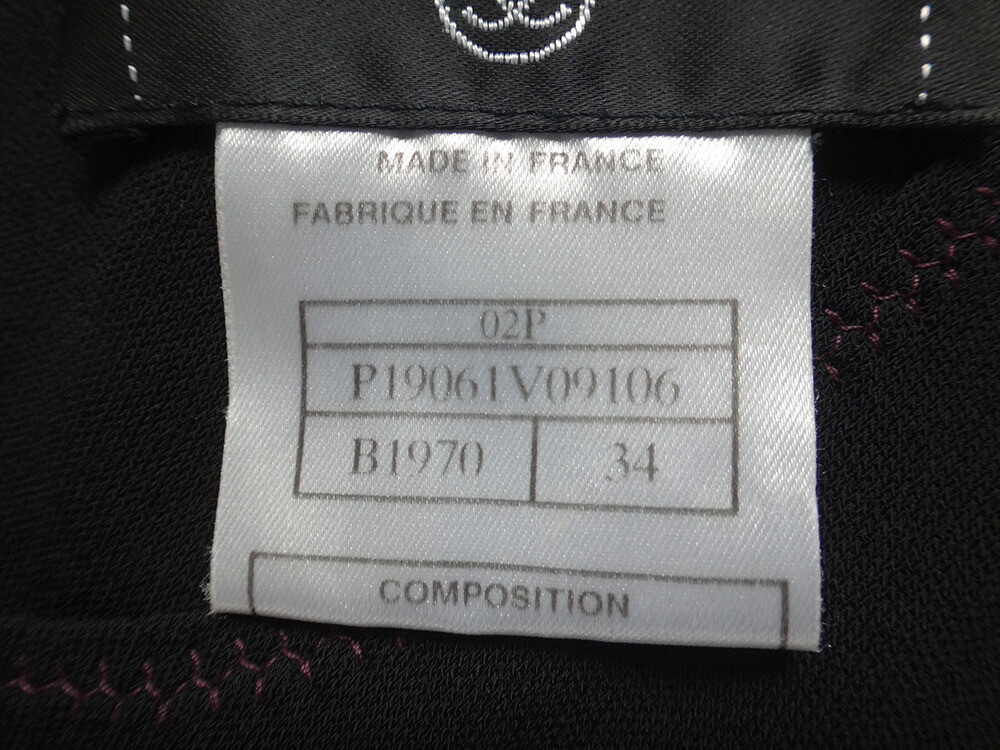 MADE IN FRANCE
FABRIQUE EN FRANCE
02P
P19061V09106
B1970 34
COMPOSITION